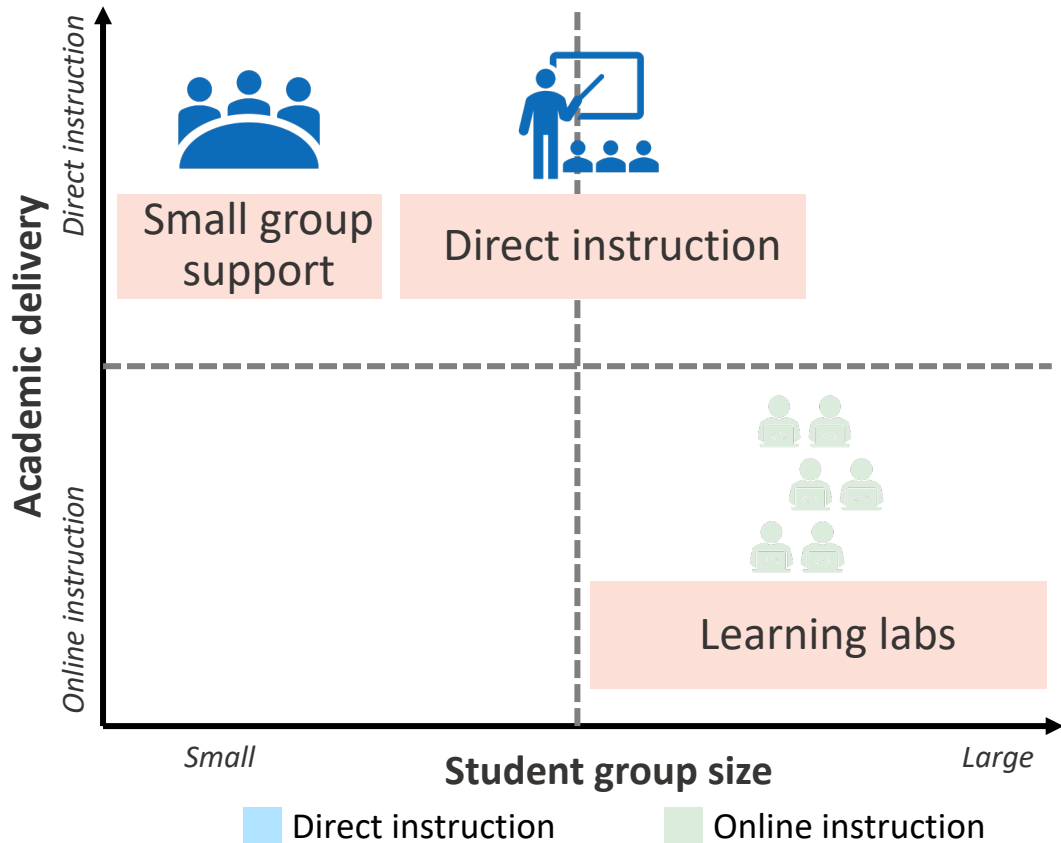 Academic delivery
Direct instruction
Online instruction
Small group
support
Direct instruction
Learning labs
Small
Student group size
Large
Direct instruction
Online instruction